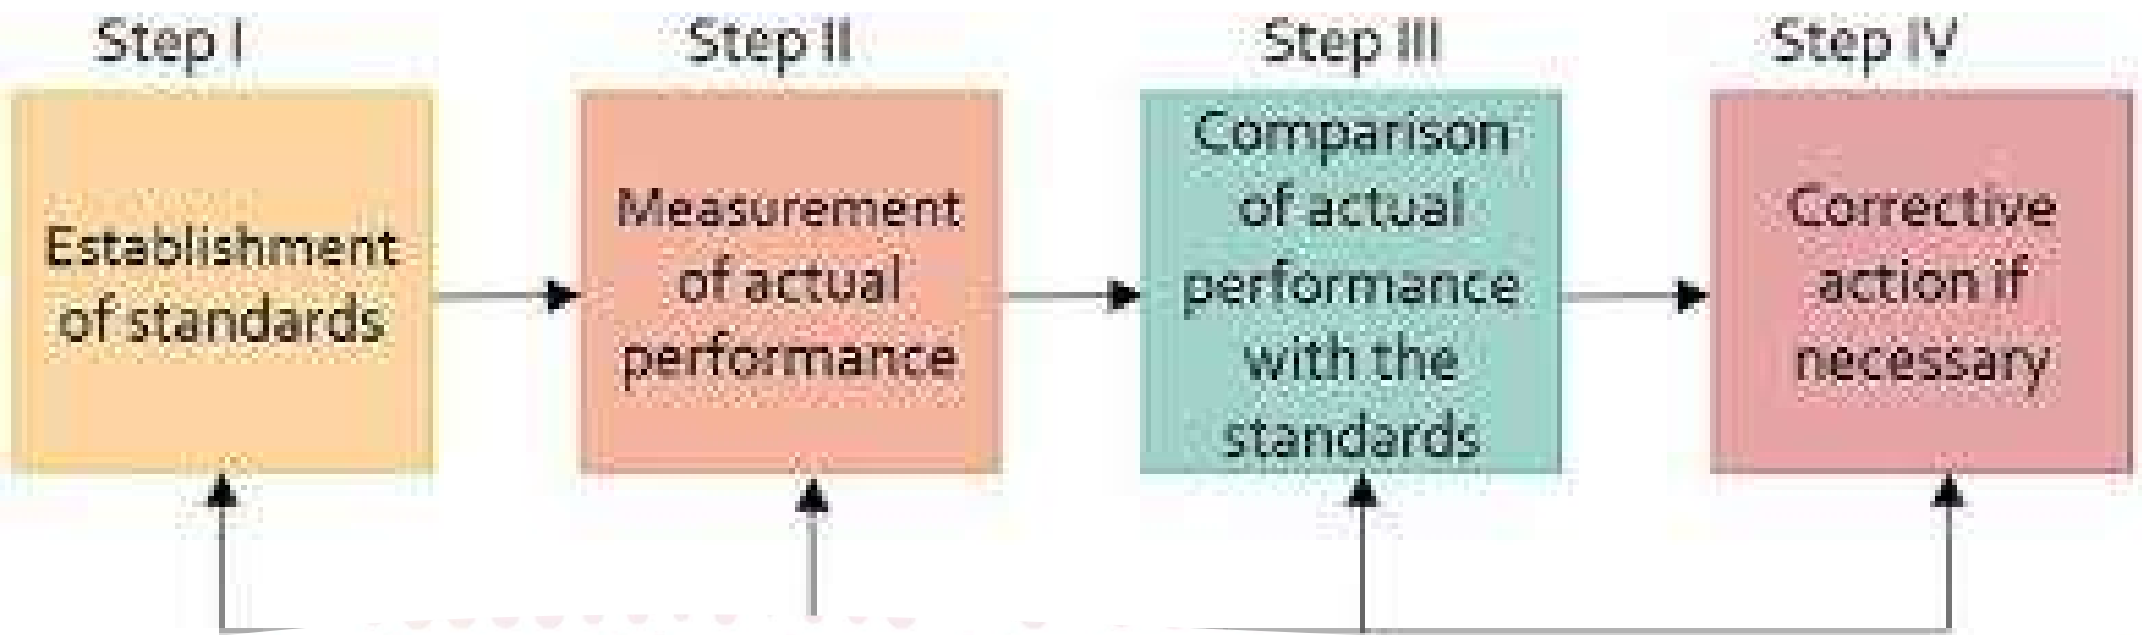 Step I
Establishment
of standards
Step II
Measurement
of actual
performance
Step III
Comparison
of actual
performance
with the
standards
Step IV
Corrective
action if
necessary